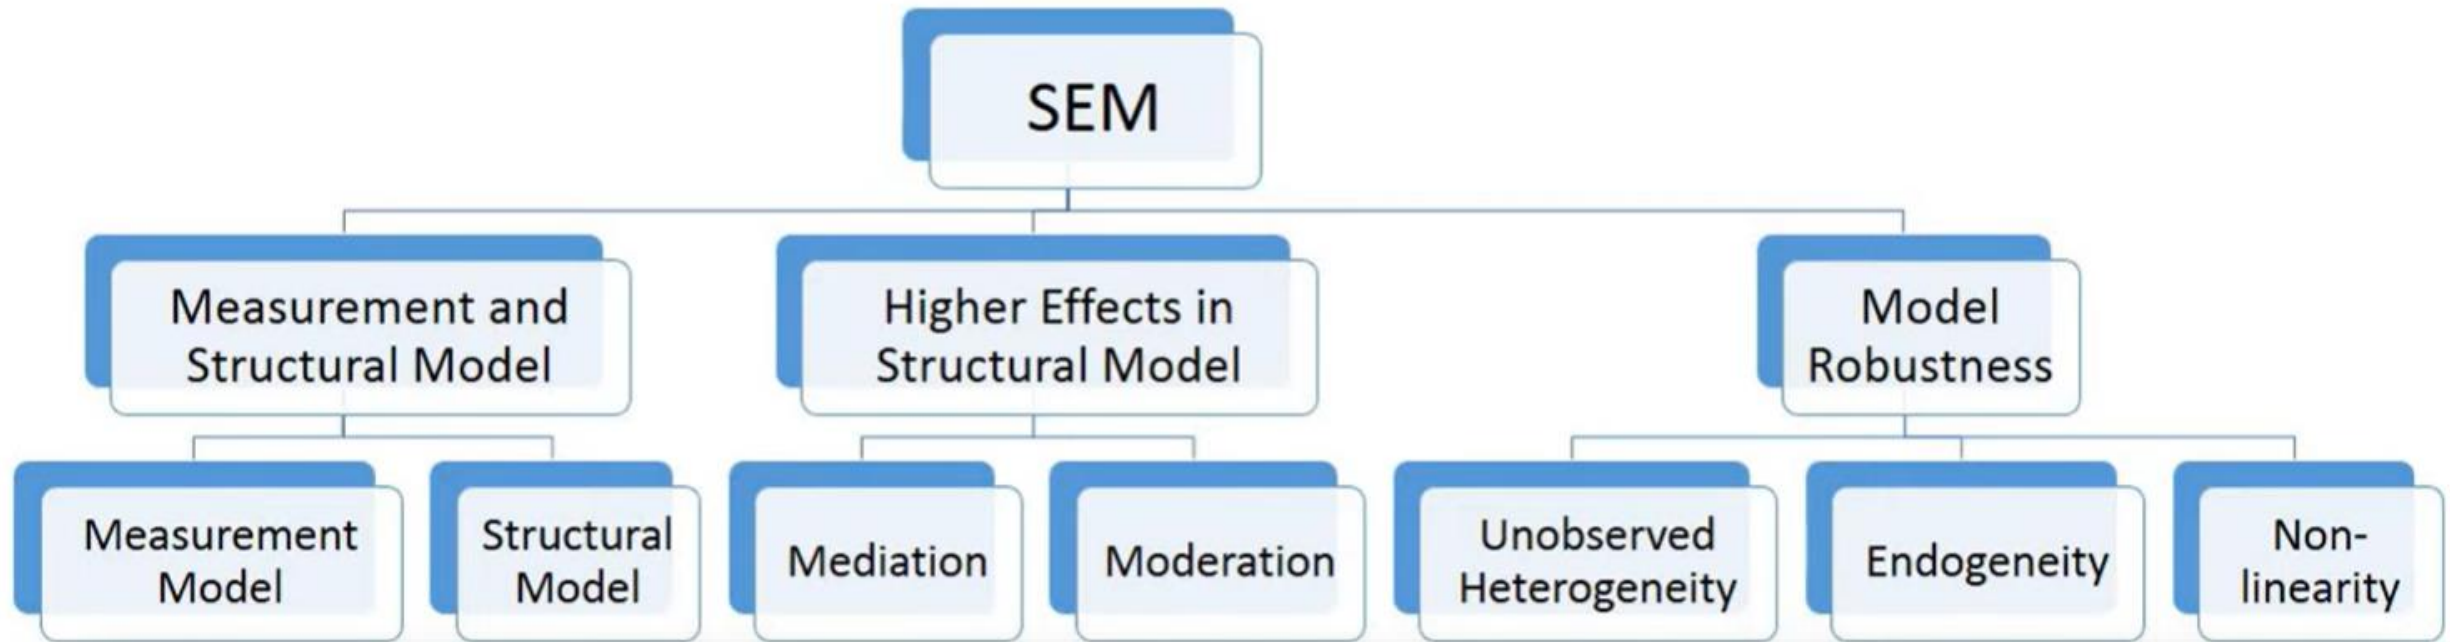 SEM
Measurement and
Structural Model
Higher Effects in
Structural Model
Model
Robustness
Measurement
Model
Structural
Model
Mediation
Moderation
Unobserved
Heterogeneity
Endogeneity
Non-
linearity